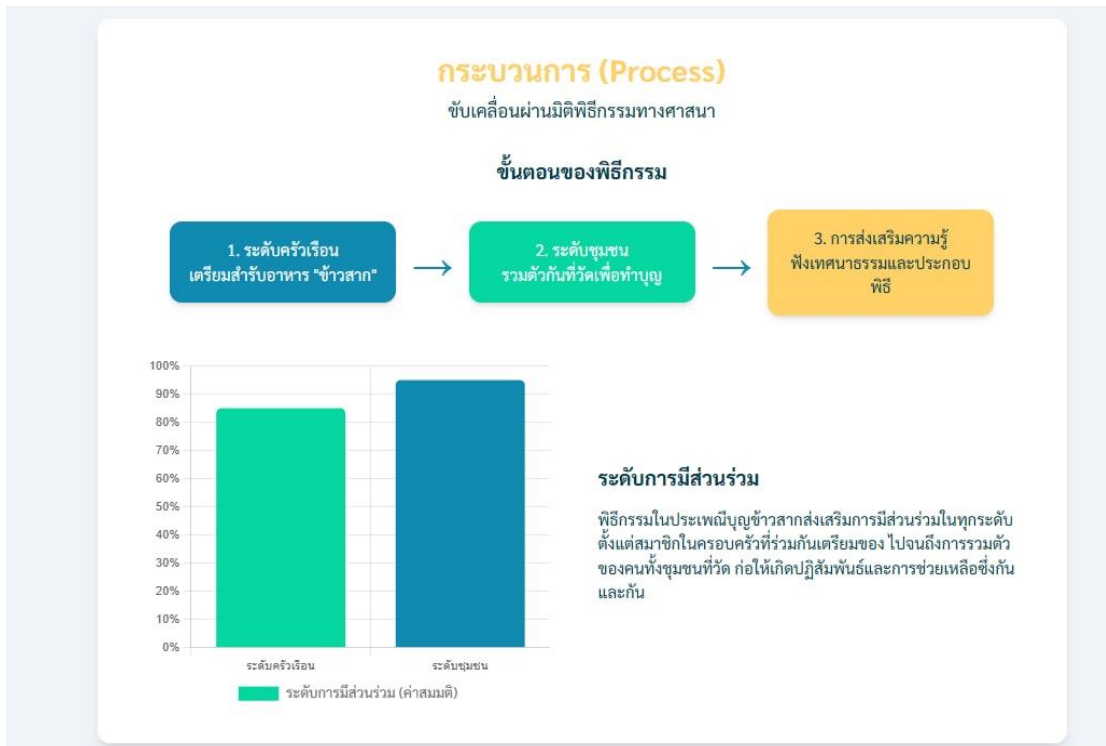 กระบวนการ (Process)
ขับเคลื่อนผ่านมิติพิธีกรรมทางศาสนา
ขั้นตอนของพิธีกรรม
1. ระดับครัวเรือน
เตรียมสำรับอาหาร "ข้าวสาก"
→
2. ระดับชุมชน
รวมตัวกันที่วัดเพื่อทำบุญ
→
3. การส่งเสริมความรู้
ฟังเทศนาธรรมและประกอบ
พิธี
100%
90%
80%
70%
60%
50%
40%
30%
20%
10%
0%
ระดับครัวเรือน
ระดับชุมชน
ระดับการมีส่วนร่วม (ค่าสมมติ)
ระดับการมีส่วนร่วม
พิธีกรรมในประเพณีบุญข้าวสากส่งเสริมการมีส่วนร่วมในทุกระดับ
ตั้งแต่สมาชิกในครอบครัวที่ร่วมกันเตรียมของ ไปจนถึงการรวมตัว
ของคนทั้งชุมชนที่วัด ก่อให้เกิดปฏิสัมพันธ์และการช่วยเหลือซึ่งกัน
และกัน